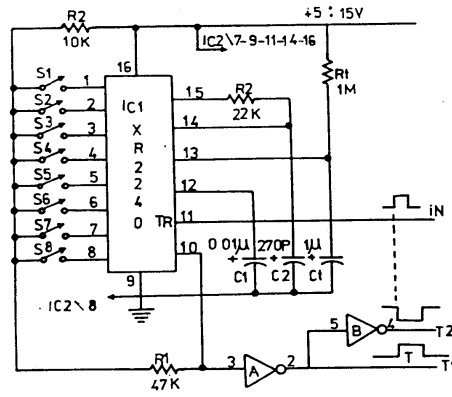 R2
10K
+5 : 15V
IC2\7-9-11-14-16
S1
1
S2
2
S3
3
S4
4
S5
5
S6
6
S7
7
S8
8
16
IC1
X
R
2
2
4
0
TR
9
15
R2
22K
14
13
12
11
10
Rt
1M
iN
0.01µ
+
C1
270P
+
C2
1µ
+
Ct
IC2\8
R1
47K
3
A
2
5
B
4
T2
T
T1